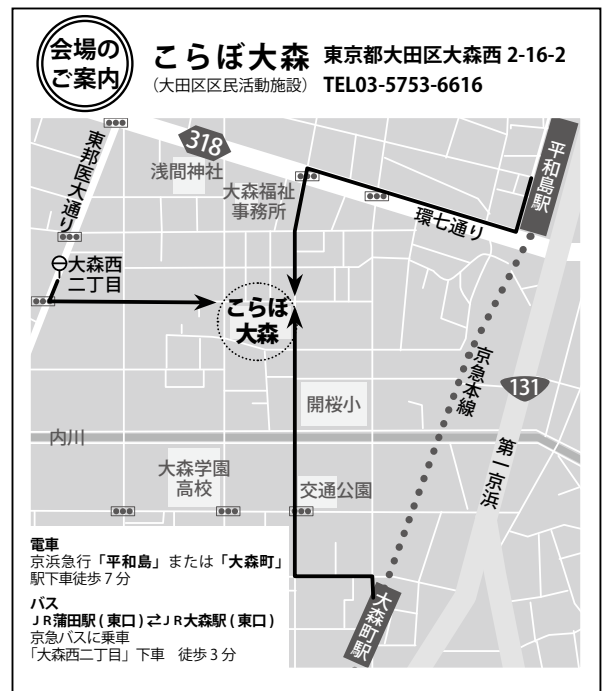 会場の
ご案内
こらぼ大森 東京都大田区大森西 2-16-2
（大田区区民活動施設） TEL03-5753-6616
東邦医大通り
318
浅間神社
大森福祉
事務所
平和島駅
環七通り
大森西
二丁目
こらぼ
大森
京急本線
131
開桜小
内川
第一京浜
大森学園
高校
交通公園
大森町駅
電車
京浜急行「平和島」または「大森町」
駅下車徒歩７分
バス
ＪＲ蒲田駅 ( 東口 ) ⇄ＪＲ大森駅 ( 東口 )
京急バスに乗車
「大森西二丁目」下車　徒歩３分